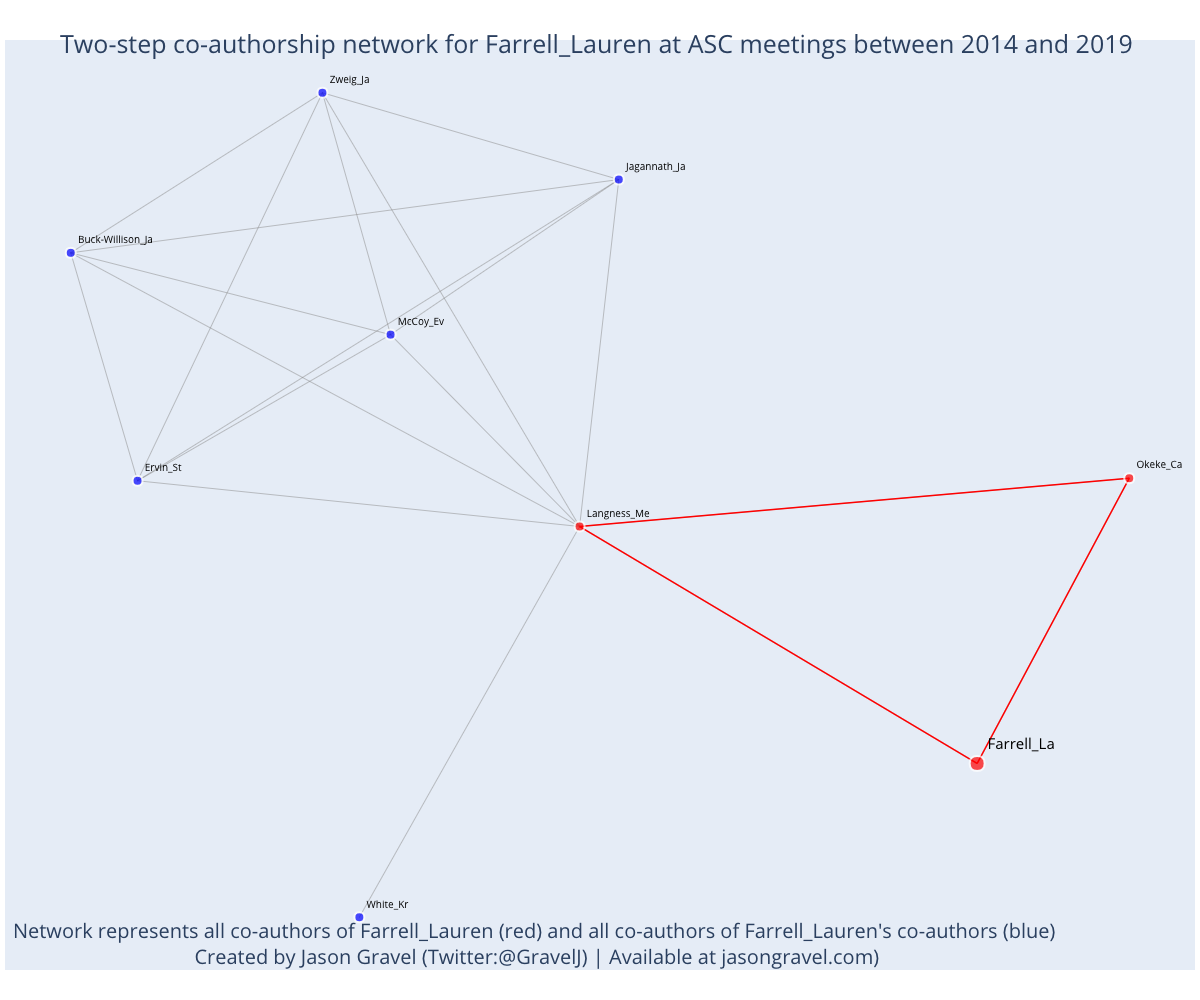 Two-step co-authorship network for Farrell_Lauren at ASC meetings between 2014 and 2019
Zweig_Ja
Jagannath_Ja
Buck-Willison_Ja
McCoy_Ev
Ervin_St
Okeke_Ca
Langness_Me
Farrell_La
White_Kr
Network represents all co-authors of Farrell_Lauren (red) and all co-authors of Farrell_Lauren's co-authors (blue)
Created by Jason Gravel (Twitter:@GravelJ) | Available at jasongravel.com)